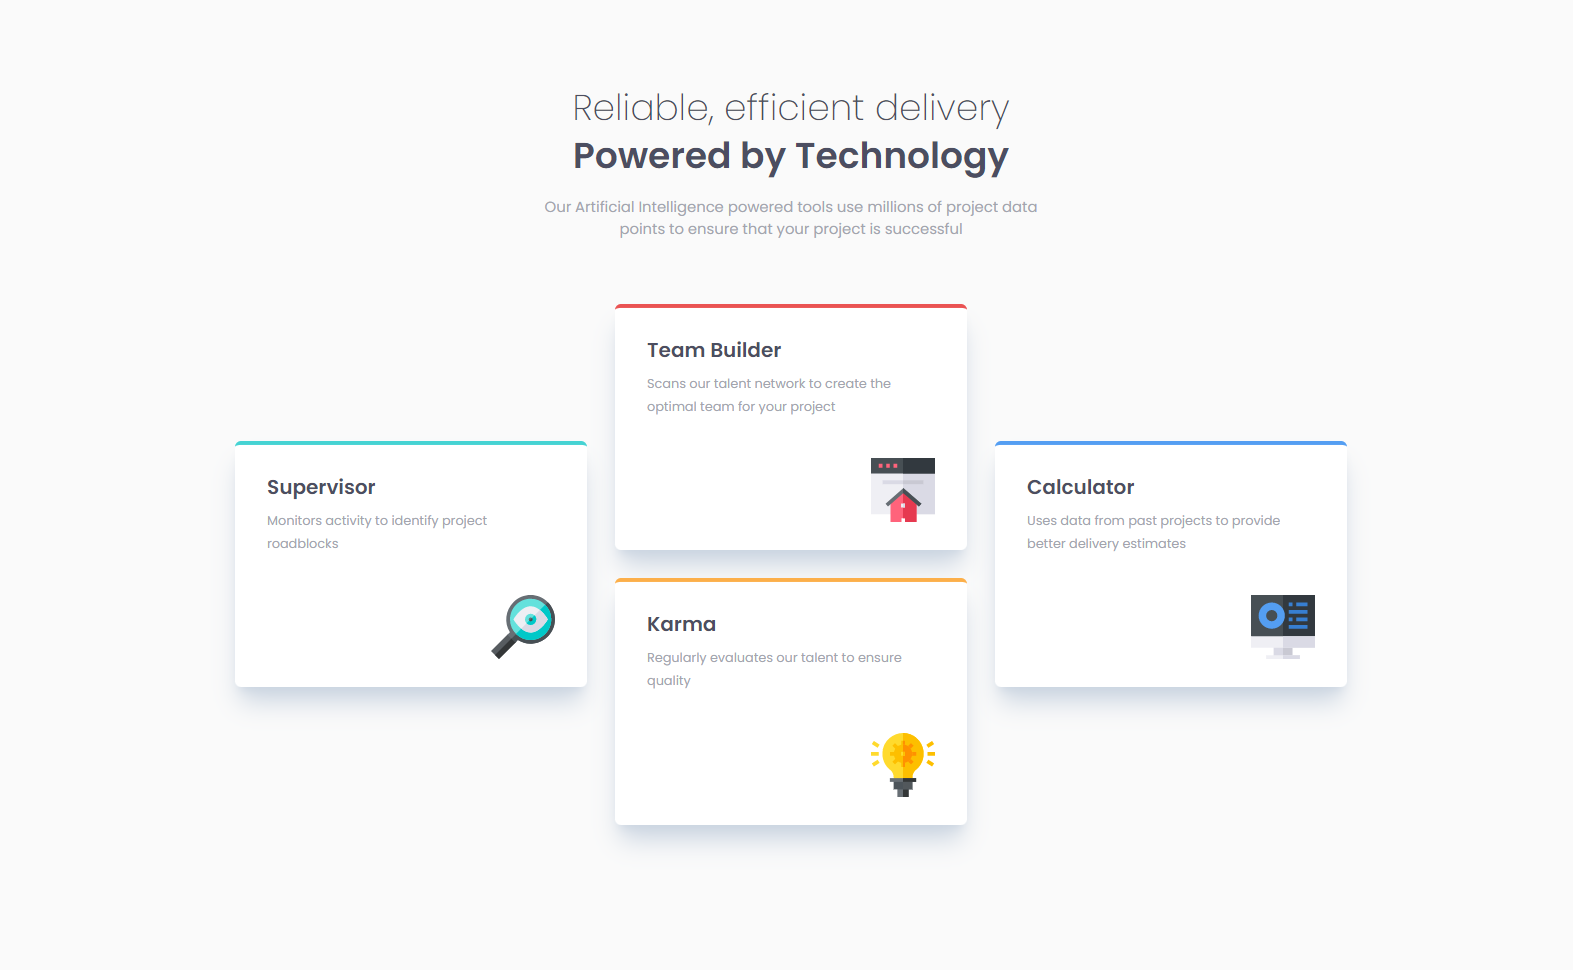 Reliable, efficient delivery
Powered by Technology
Our Artificial Intelligence powered tools use millions of project data
points to ensure that your project is successful
Team Builder
Scans our talent network to create the
optimal team for your project
Supervisor
Monitors activity to identify project
roadblocks
Calculator
Uses data from past projects to provide
better delivery estimates
Karma
Regularly evaluates our talent to ensure
quality